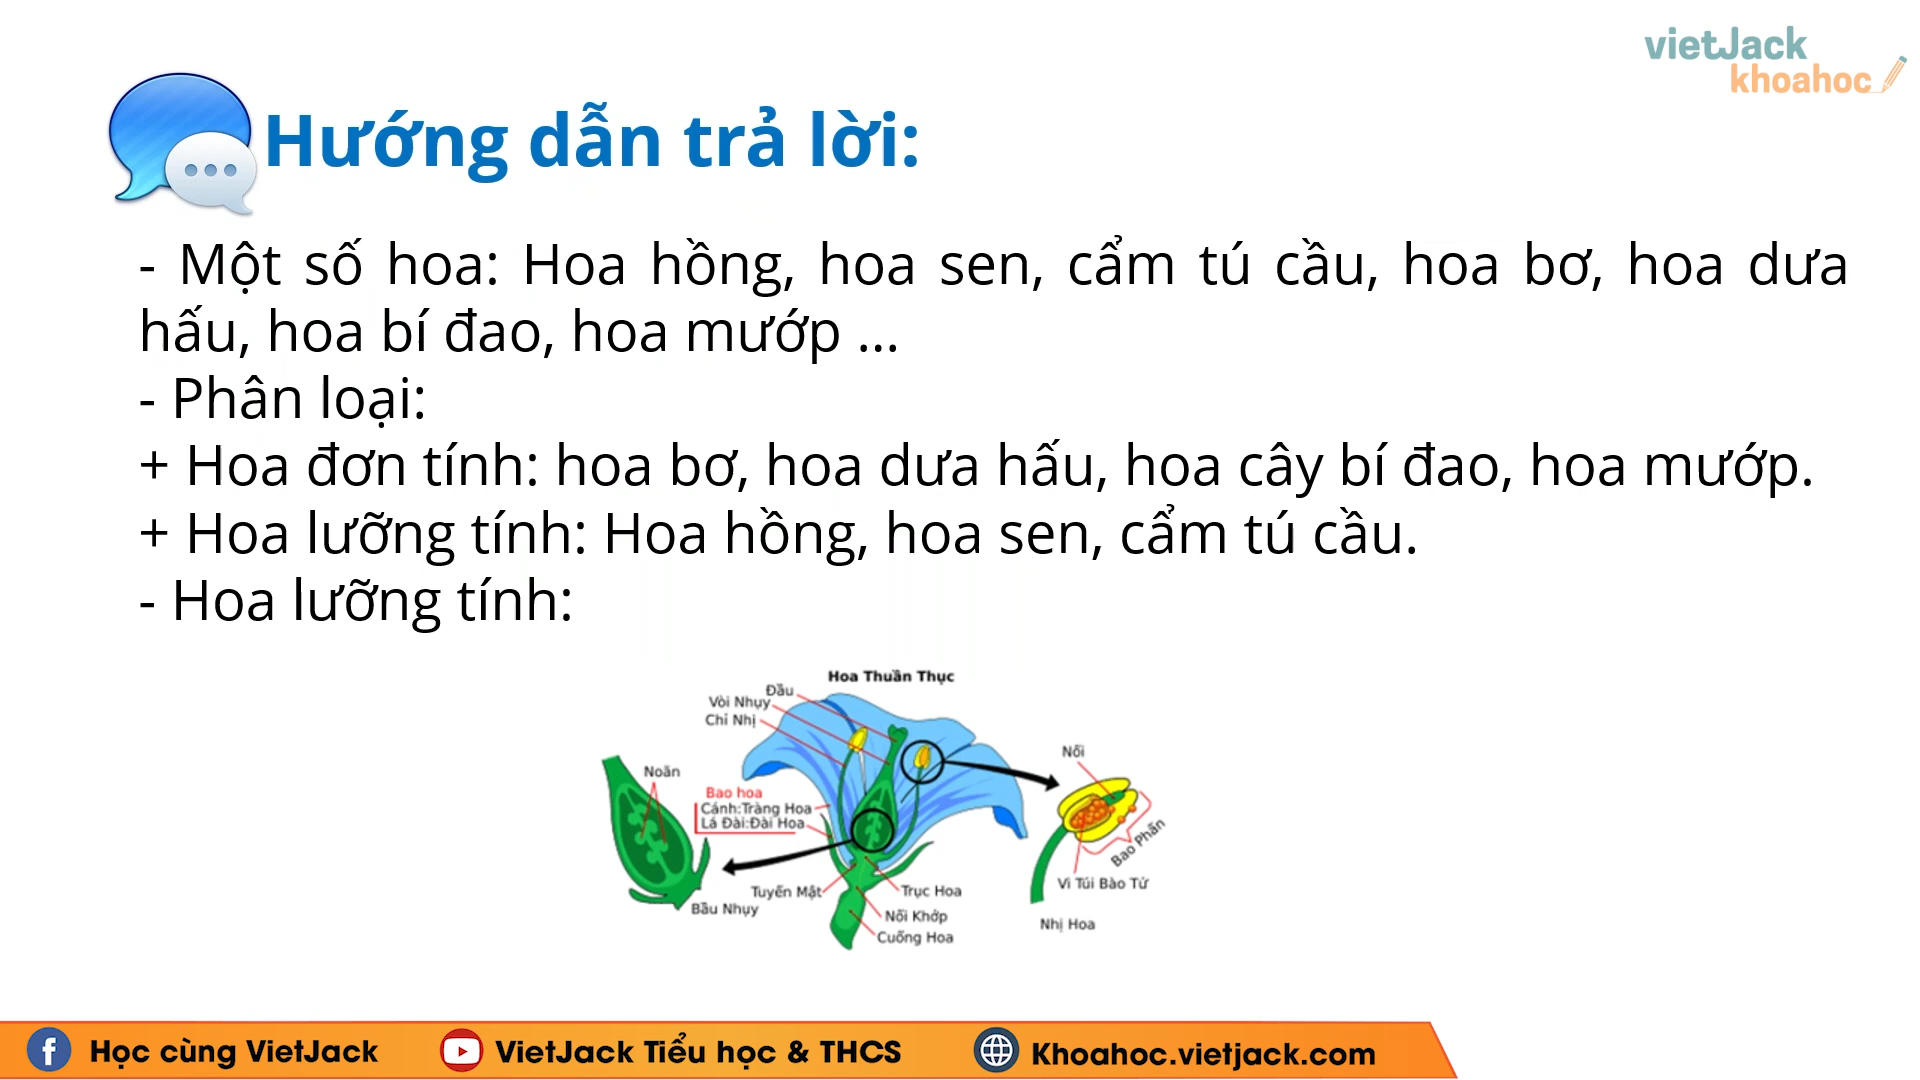 vietJack
khoahoc
Hướng dẫn trả lời:
- Một số hoa: Hoa hồng, hoa sen, cẩm tú cầu, hoa bơ, hoa dưa
hấu, hoa bí đao, hoa mướp ...
- Phân loại:
+ Hoa đơn tính: hoa bơ, hoa dưa hấu, hoa cây bí đao, hoa mướp.
+ Hoa lưỡng tính: Hoa hồng, hoa sen, cẩm tú cầu.
- Hoa lưỡng tính:
Hoa Thuần Thục
Đầu
Vòi Nhụy
Chỉ Nhị
Noãn
Bao hoa
Cánh:Tràng Hoa
Lá Đài:Đài Hoa
Nối
Bao Phấn
Vi Túi Bào Tử
Nhị Hoa
Tuyến Mật
Trục Hoa
Bầu Nhụy
Nối Khớp
Cuống Hoa
Học cùng VietJack
VietJack Tiểu học & THCS
Khoahoc.vietjack.com